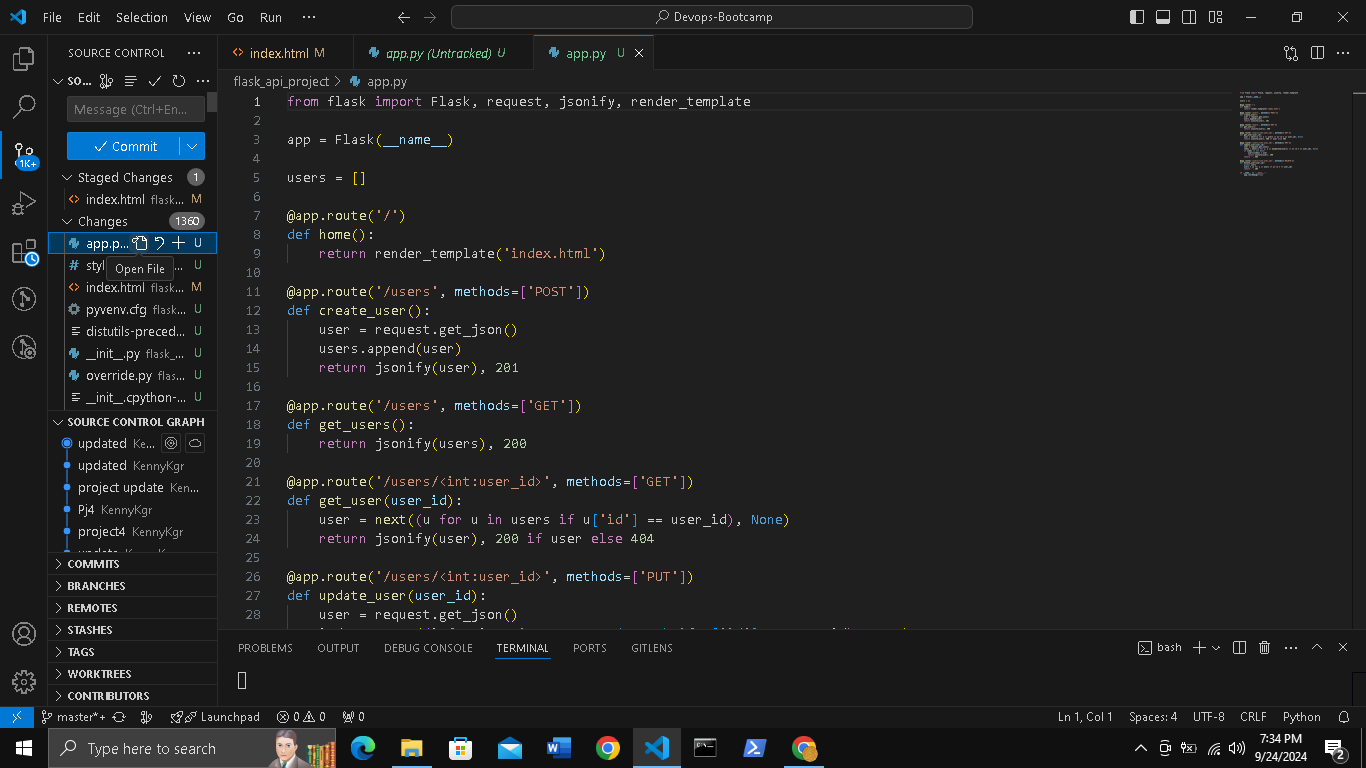 File Edit Selection View Go Run ···
Devops-Bootcamp
SOURCE CONTROL ···
SO...
Message (Ctrl+En...
Commit
Staged Changes 1
index.html flask... M
Changes 1360
app.p... U
Open File
styl ... U
index.html flask... M
pyvenv.cfg flask... U
distutils-preced... U
__init__.py flask_... U
override.py flas... U
__init__.cpython-... U
SOURCE CONTROL GRAPH
updated Ke...
updated KennyKgr
project update Ken...
Pj4 KennyKgr
project4 KennyKgr
COMMITS
BRANCHES
REMOTES
STASHES
TAGS
WORKTREES
CONTRIBUTORS
1K+
index.html M
app.py (Untracked) U
app.py U
flask_api_project > app.py
1 from flask import Flask, request, jsonify, render_template
2
3 app = Flask(__name__)
4
5 users = []
6
7 @app.route('/')
8 def home():
9 return render_template('index.html')
10
11 @app.route('/users', methods=['POST'])
12 def create_user():
13 user = request.get_json()
14 users.append(user)
15 return jsonify(user), 201
16
17 @app.route('/users', methods=['GET'])
18 def get_users():
19 return jsonify(users), 200
20
21 @app.route('/users/<int:user_id>', methods=['GET'])
22 def get_user(user_id):
23 user = next((u for u in users if u['id'] == user_id), None)
24 return jsonify(user), 200 if user else 404
25
26 @app.route('/users/<int:user_id>', methods=['PUT'])
27 def update_user(user_id):
28 user = request.get_json()
PROBLEMS OUTPUT DEBUG CONSOLE TERMINAL PORTS GITLENS
bash
master*+ Launchpad 0 0 0
Ln 1, Col 1 Spaces: 4 UTF-8 CRLF Python
Type here to search
7:34 PM
9/24/2024
2